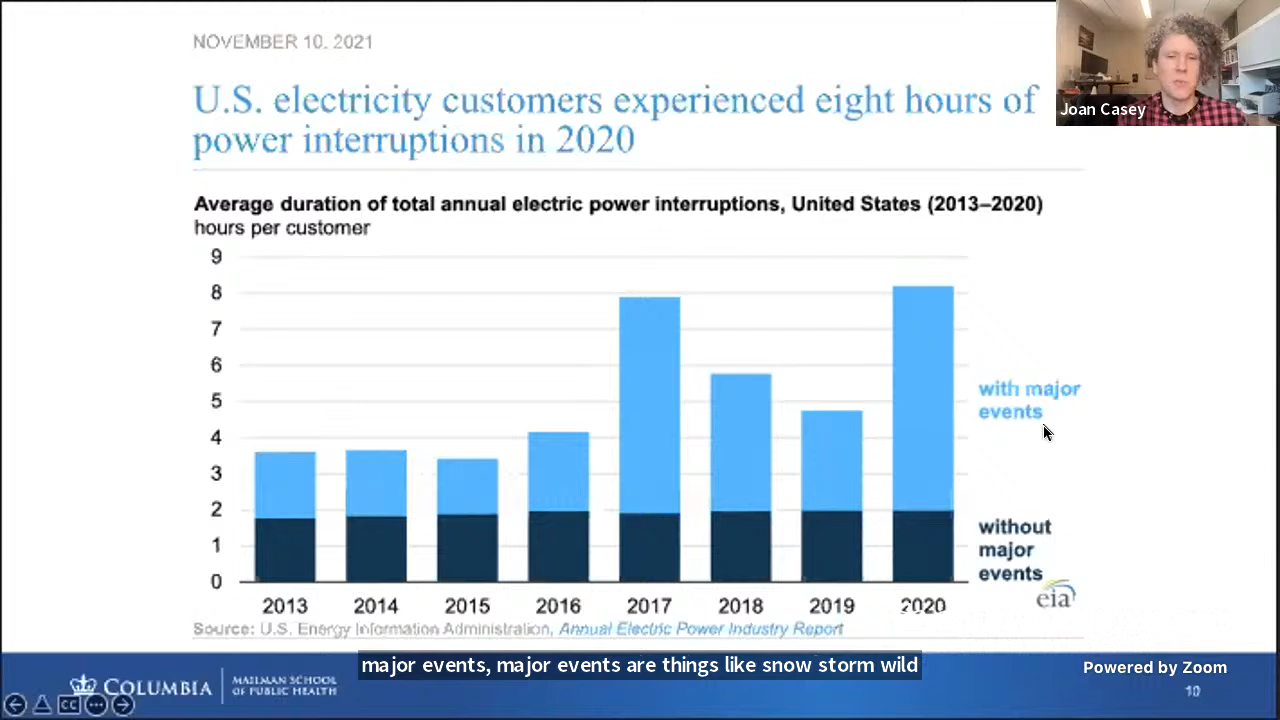 NOVEMBER 10, 2021
U.S. electricity customers experienced eight hours of
power interruptions in 2020
Joan Casey
Average duration of total annual electric power interruptions, United States (2013–2020)
hours per customer
9
8
7
6
5
4
3
2
1
0
with major
events
without
major
events
2013 2014 2015 2016 2017 2018 2019 2020
eia
Source: U.S. Energy Information Administration, Annual Electric Power Industry Report
major events, major events are things like snow storm wild
COLUMBIA
MAILMAN SCHOOL
OF PUBLIC HEALTH
Powered by Zoom
10
CC